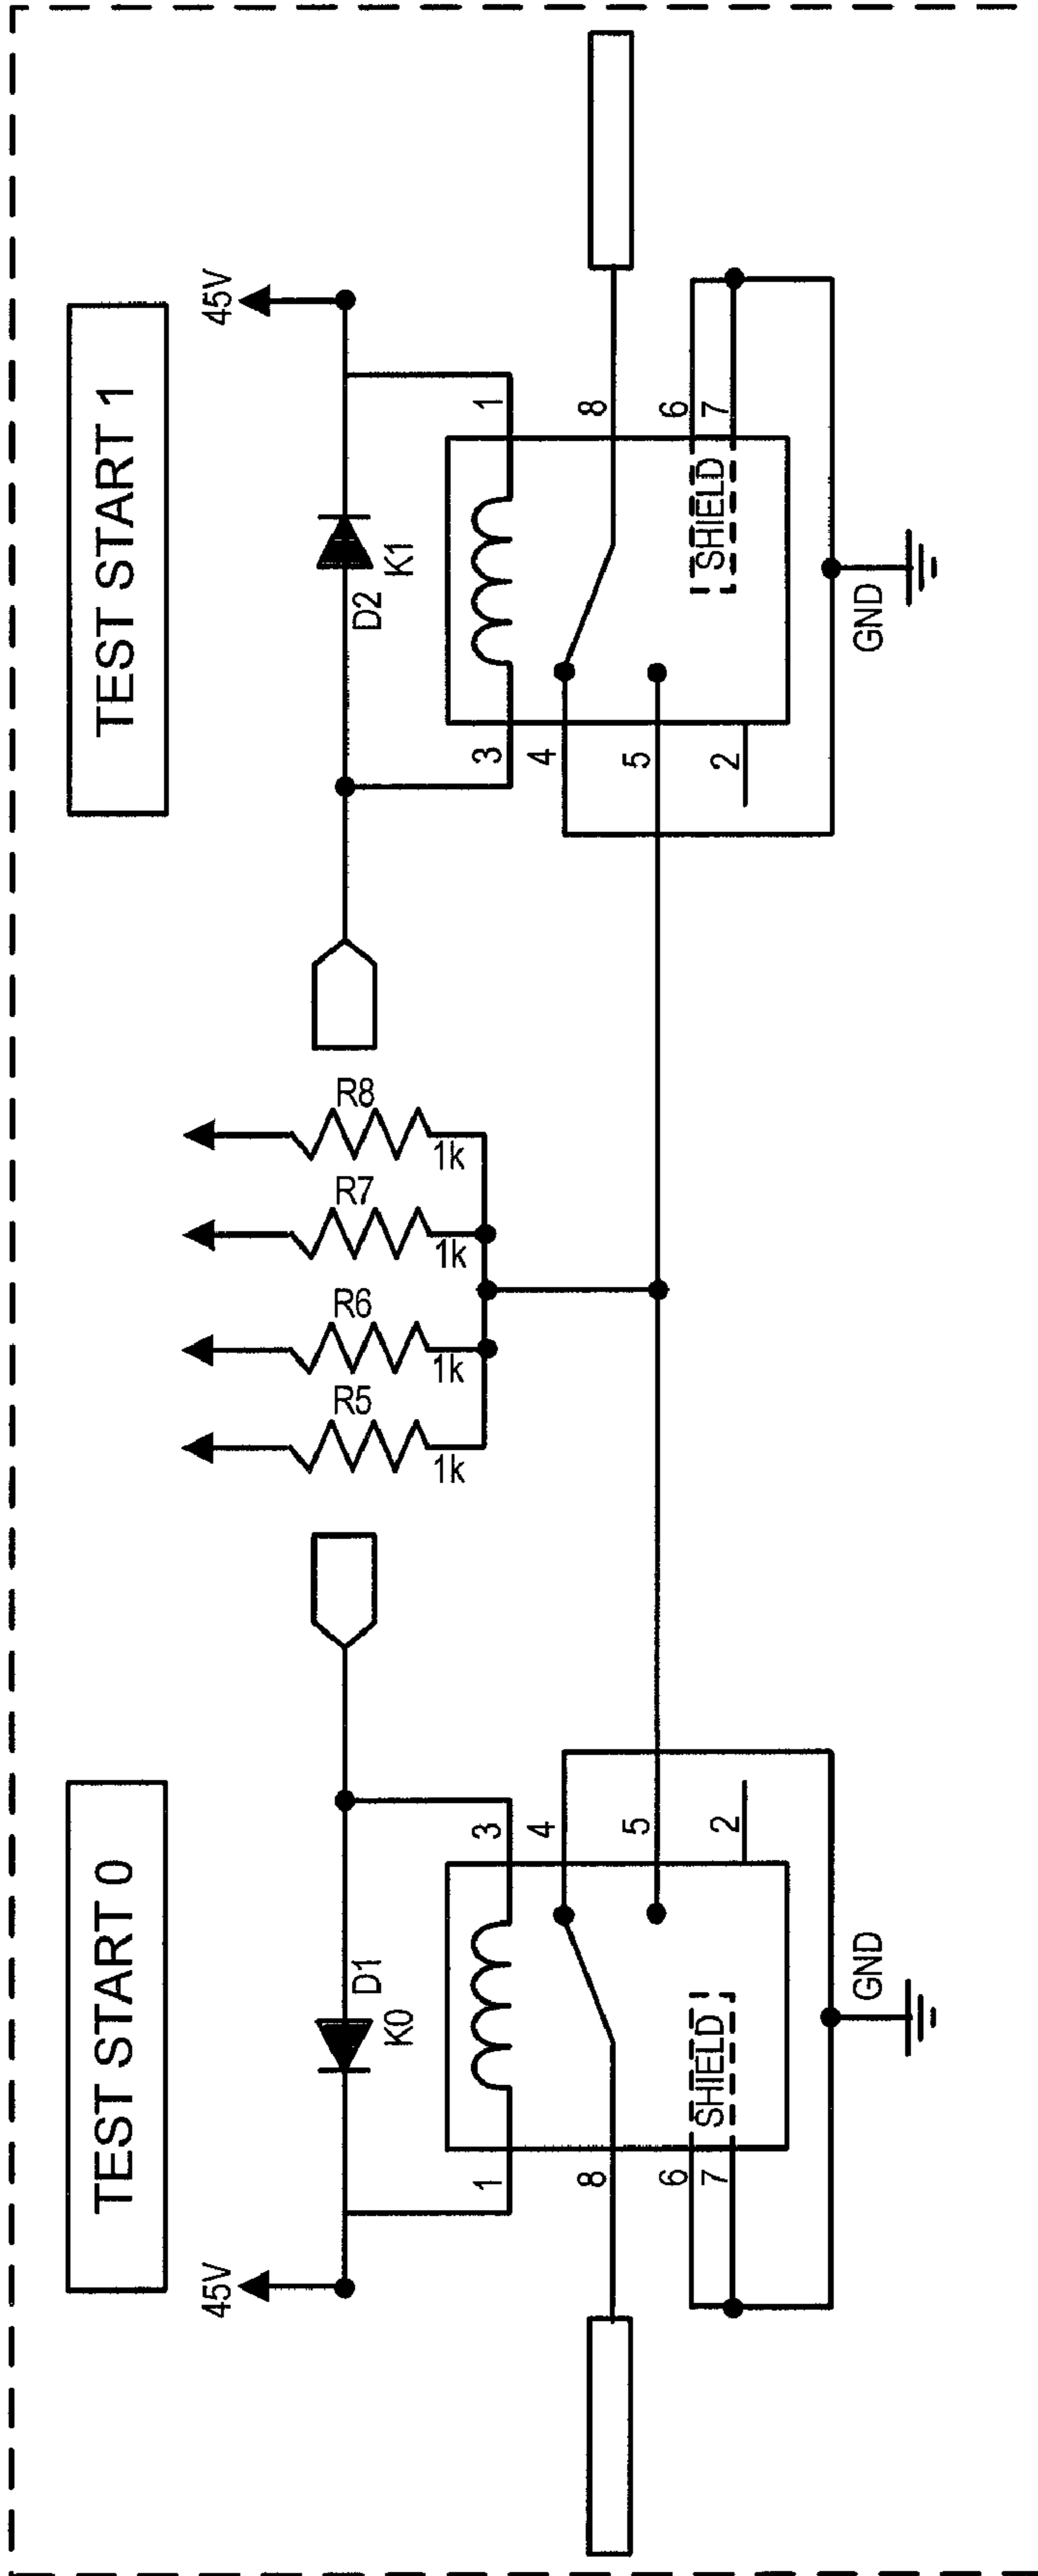 TEST START 0
TEST START 1
45V
45V
R5
R6
R7
R8
1k
1k
1k
1k
D1
K0
D2
K1
1
3
3
1
8
4
4
8
5
5
6
6
7
7
SHIELD
SHIELD
2
2
GND
GND